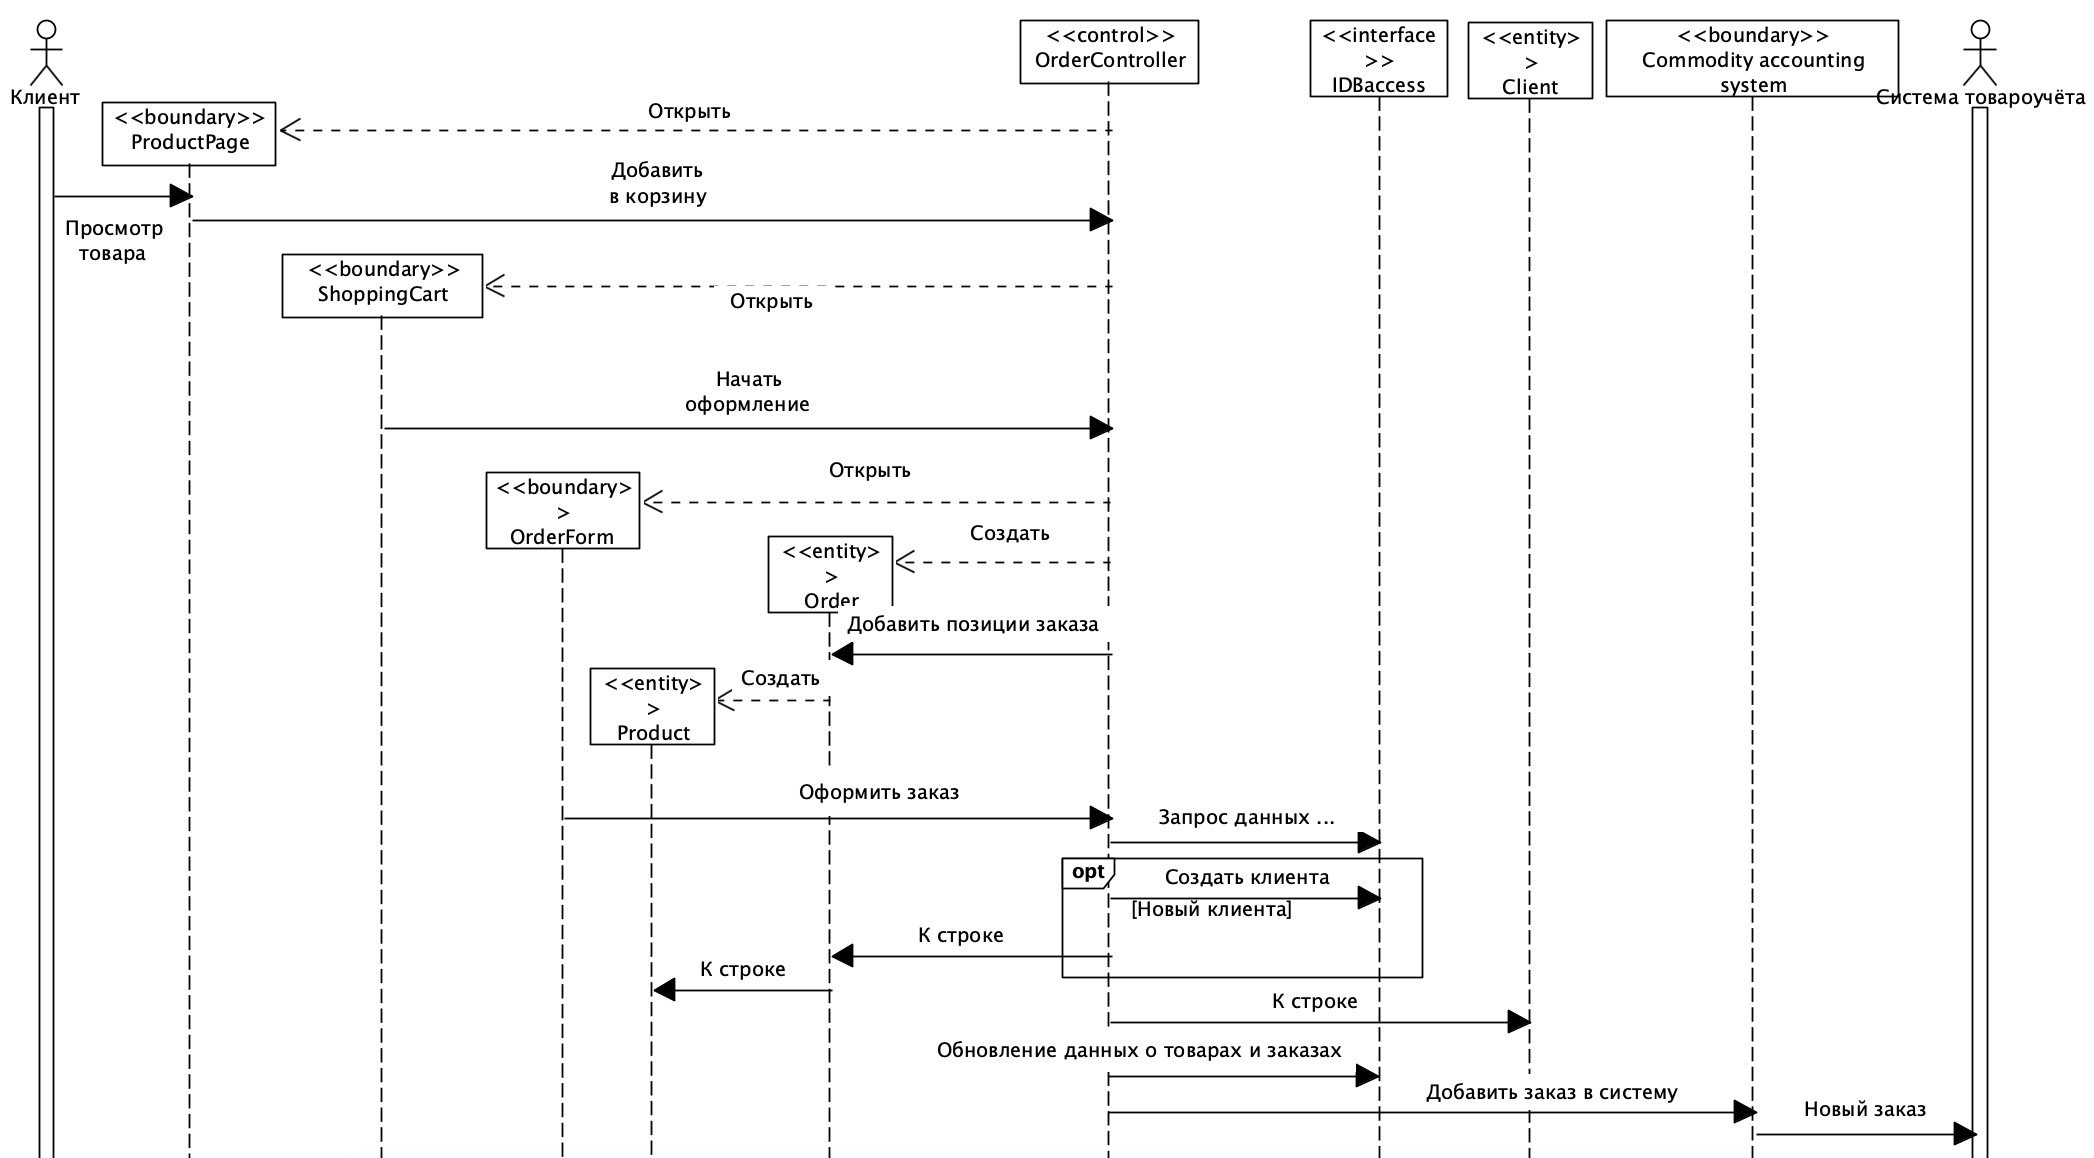 Клиент
<<boundary>>
ProductPage
<<control>>
OrderController
<<interface
>>
IDBaccess
<<entity>
>
Client
<<boundary>>
Commodity accounting
system
Система товароучёта
Открыть
Просмотр
товара
Добавить
в корзину
<<boundary>>
ShoppingCart
Открыть
Начать
оформление
<<boundary>
>
OrderForm
Открыть
Создать
<<entity>
>
Order
Добавить позиции заказа
<<entity>
>
Product
Создать
Оформить заказ
Запрос данных ...
opt
Создать клиента
[Новый клиента]
К строке
К строке
К строке
Обновление данных о товарах и заказах
Добавить заказ в систему
Новый заказ